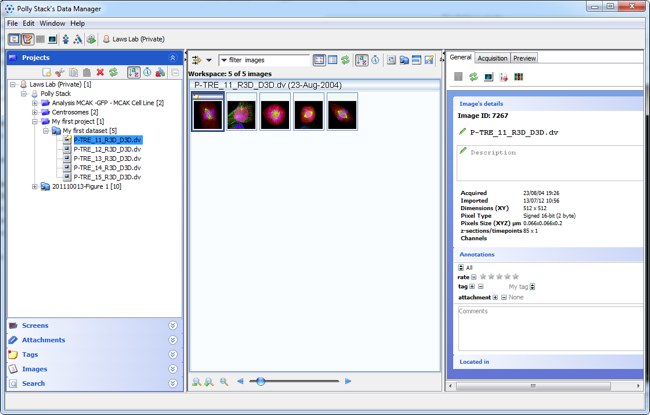 Polly Stack's Data Manager
File Edit Window Help
Laws Lab (Private)
Projects
Laws Lab (Private) [1]
Polly Stack
Analysis MCAK -GFP - MCAK Cell Line [2]
Centrosomes [2]
My first project [1]
My first dataset [5]
P-TRE_11_R3D_D3D.dv
P-TRE_12_R3D_D3D.dv
P-TRE_13_R3D_D3D.dv
P-TRE_14_R3D_D3D.dv
P-TRE_15_R3D_D3D.dv
201110013-Figure 1 [10]
Screens
Attachments
Tags
Images
Search
filter images
Workspace: 5 of 5 images
P-TRE_11_R3D_D3D.dv (23-Aug-2004)
General Acquisition Preview
Image's details
Image ID: 7267
P-TRE_11_R3D_D3D.dv
Description
Acquired 23/08/04 19:26
Imported 13/07/12 10:56
Dimensions (XY) 512 x 512
Pixel Type Signed 16-bit (2 byte)
Pixels Size (XYZ) µm 0.066x0.066x0.2
z-sections/timepoints 85 x 1
Channels
Annotations
All
rate
tag My tag
attachment None
Comments
Located in